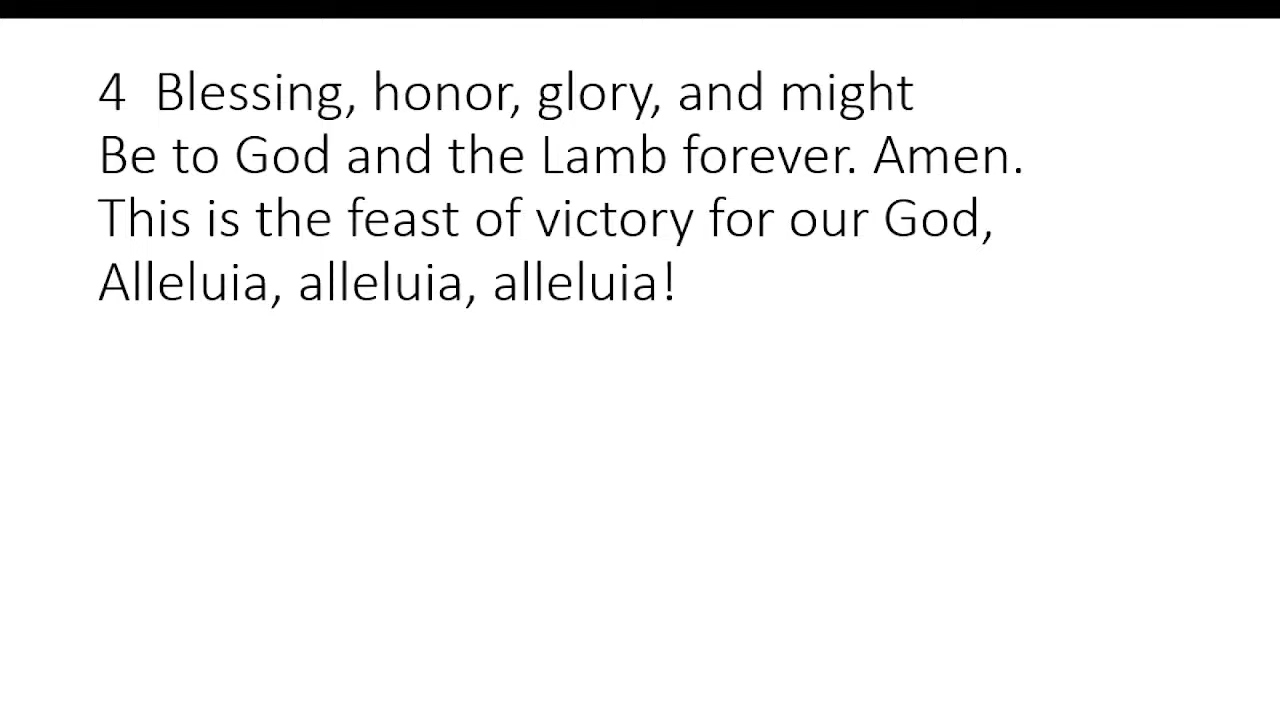 4  Blessing, honor, glory, and might
Be to God and the Lamb forever. Amen.
This is the feast of victory for our God,
Alleluia, alleluia, alleluia!